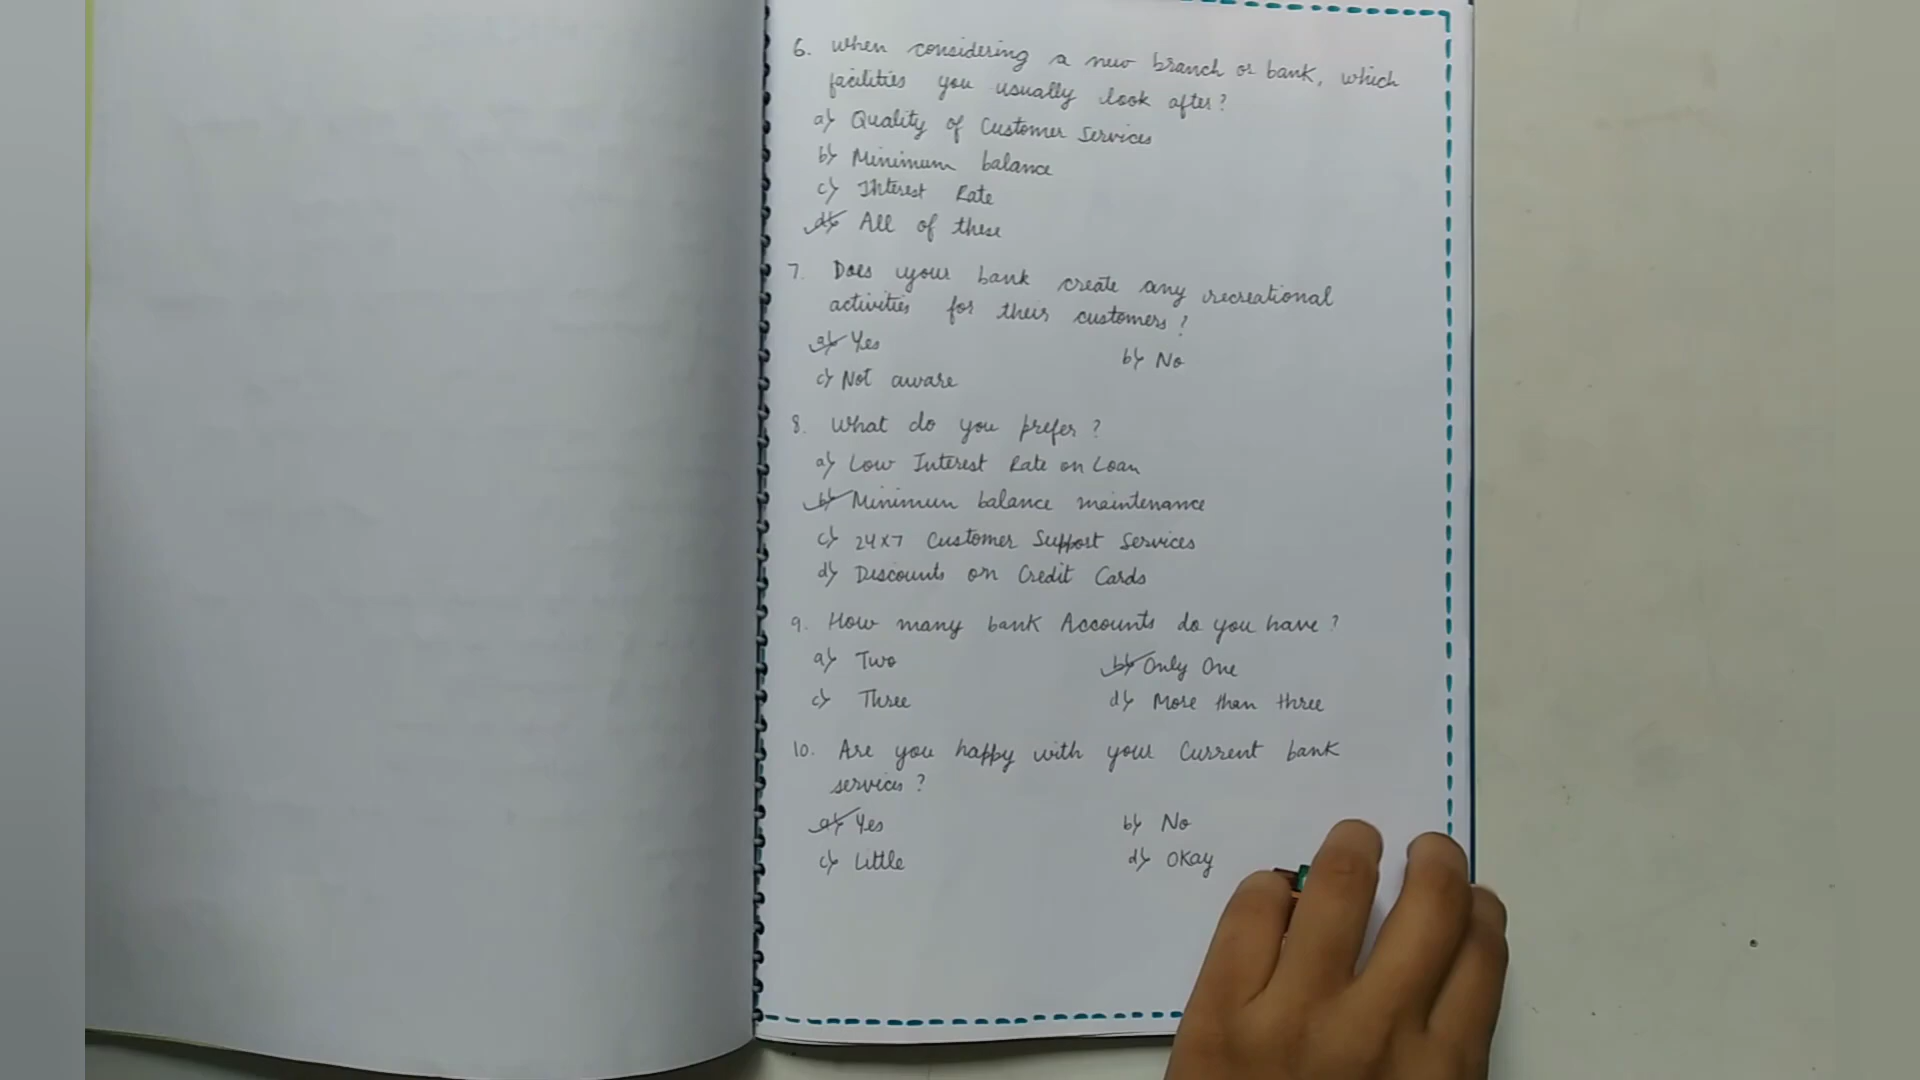 6. When considering a new branch or bank, which
facilities you usually look after?
a) Quality of Customer Services
b) Minimum balance
c) Interest Rate
d) All of these
7. Does your bank create any recreational
activities for their customers?
a) Yes b) No
c) Not aware
8. What do you prefer?
a) Low Interest Rate on Loan
b) Minimun balance maintenance
c) 24x7 Customer Support Services
d) Discounts on Credit Cards
9. How many bank Accounts do you have?
a) Two b) Only One
c) Three d) More than three
10. Are you happy with your Current bank
services?
a) Yes b) No
c) Little d) Okay